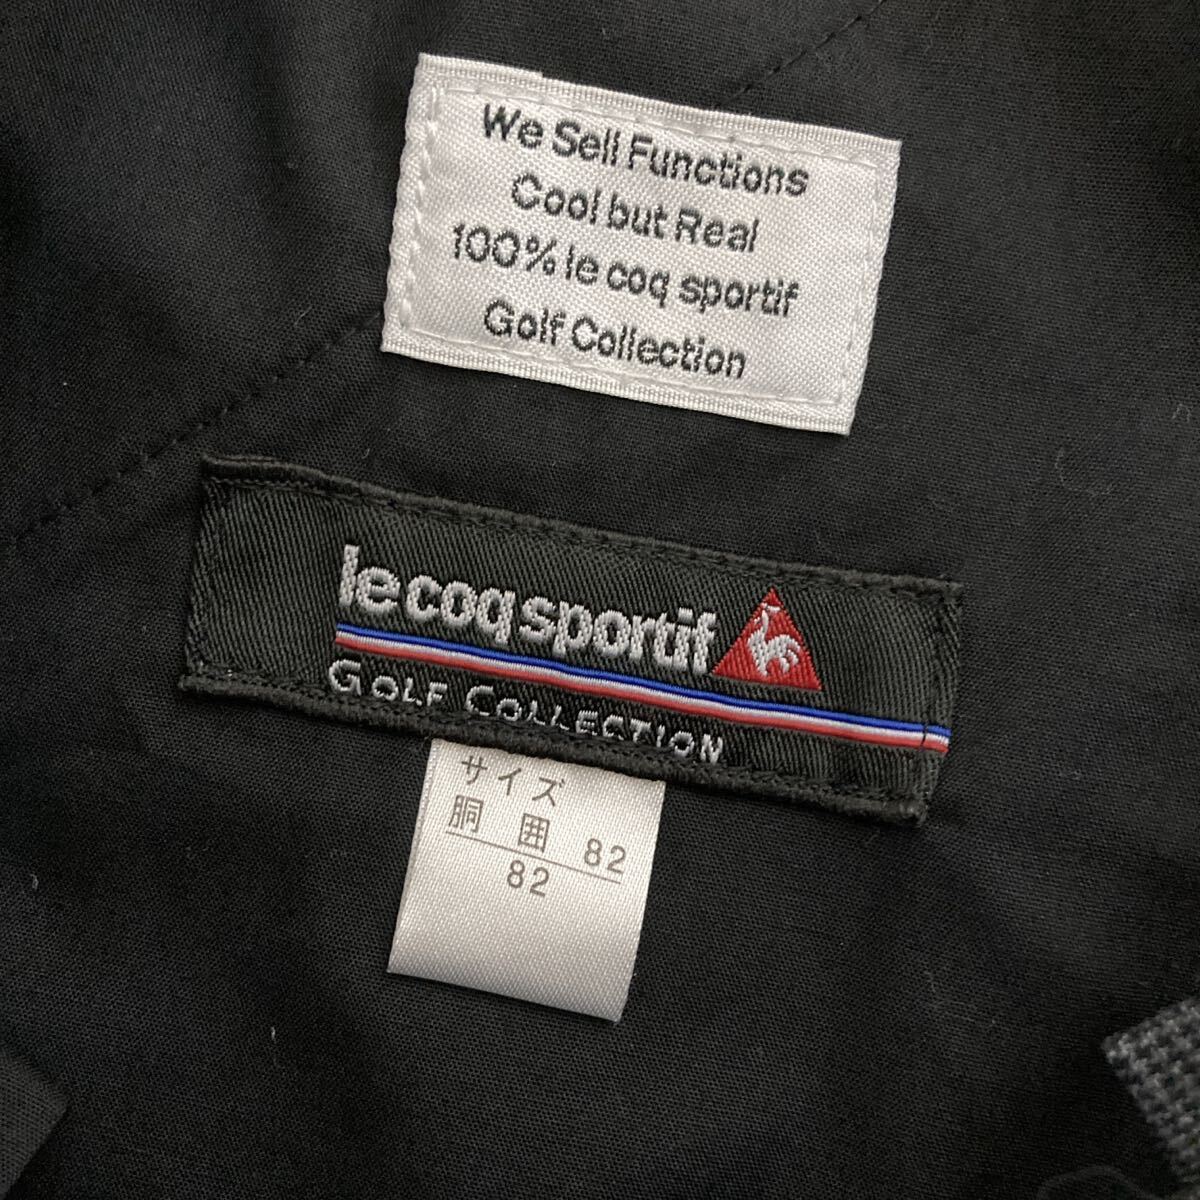 We Sell Functions
Cool but Real
100% le coq sportif
Golf Collection
le coq sportif
GOLF COLLECTION
サイズ
胴囲 82
82